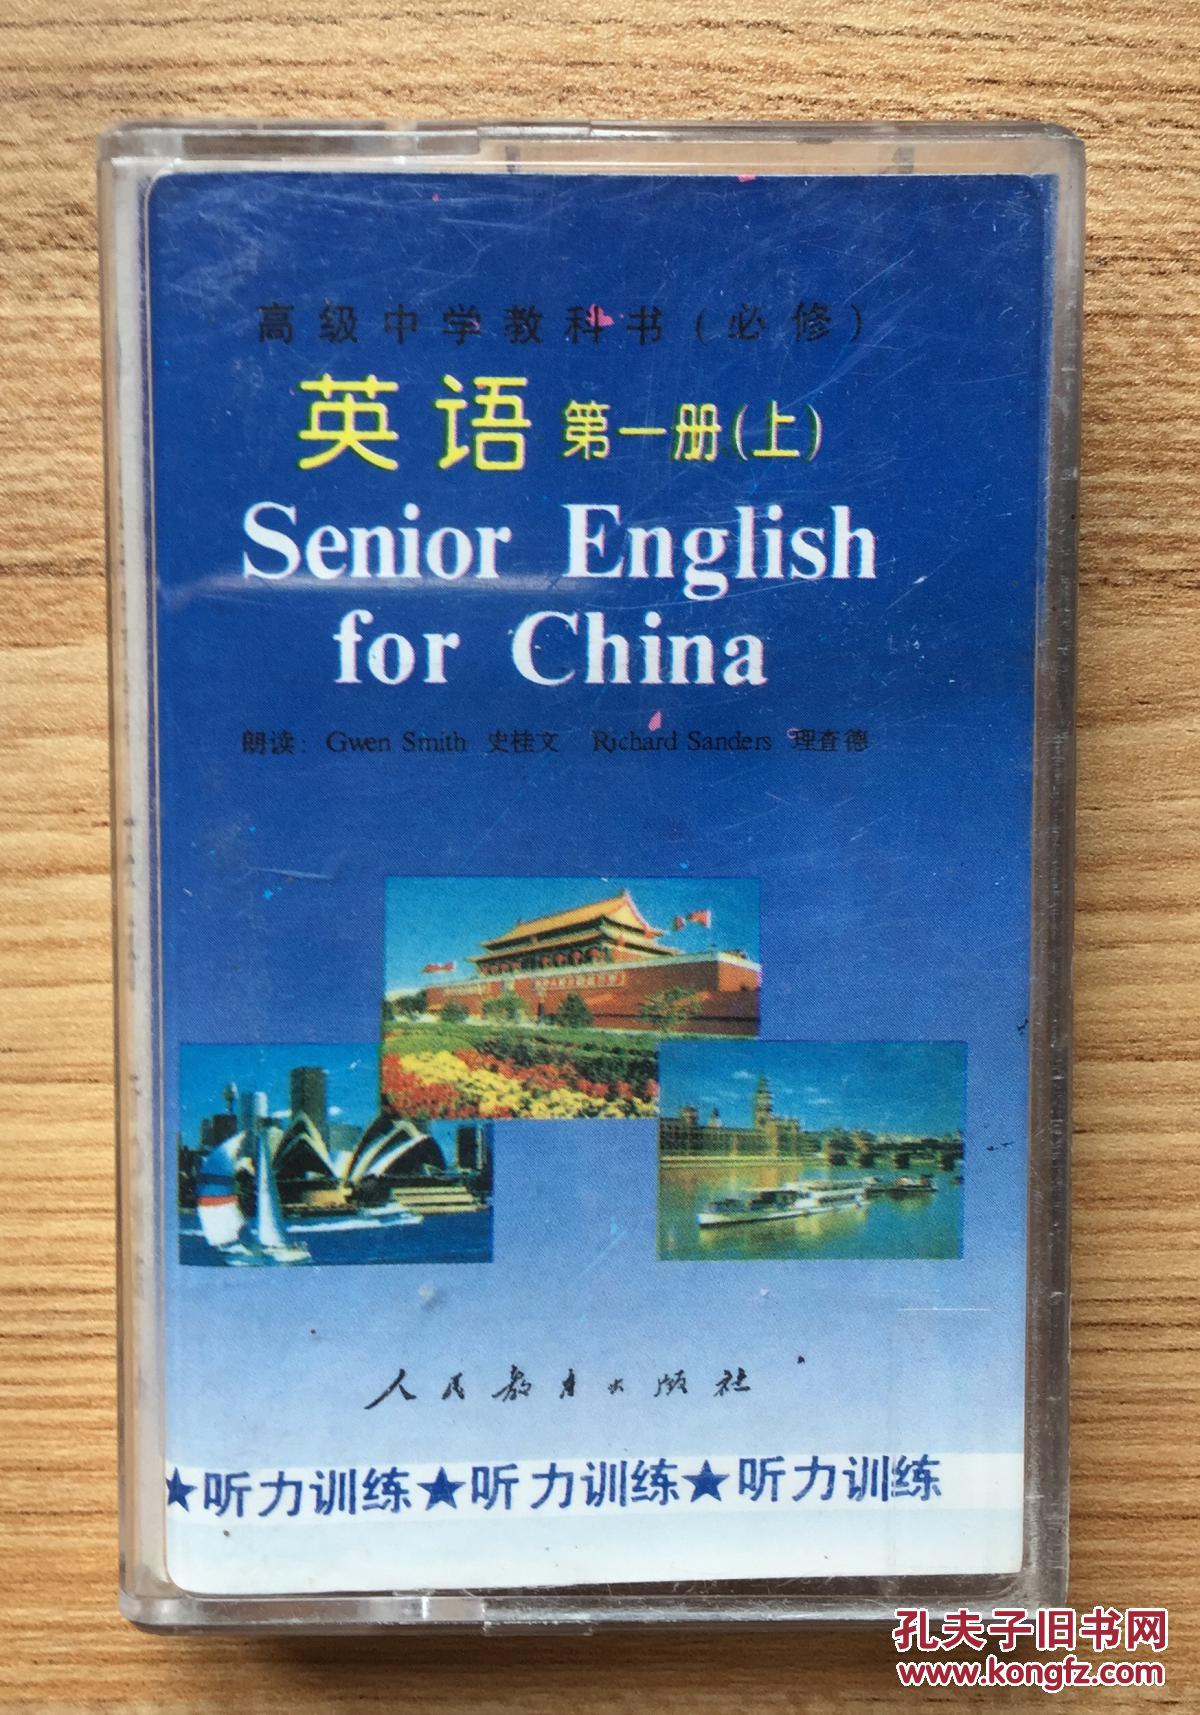 高级中学教科书(必修)
英语 第一册(上)
Senior English
for China
朗读: Gwen Smith 史桂文 Richard Sanders 理查德
人民教育出版社
★听力训练★听力训练★听力训练
孔夫子旧书网
www.kongfz.com